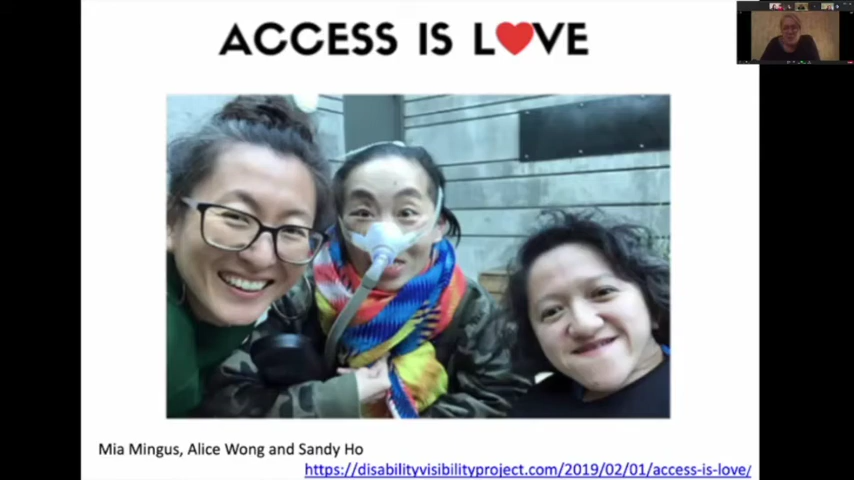 ACCESS IS LOVE
Mia Mingus, Alice Wong and Sandy Ho
https://disabilityvisibilityproject.com/2019/02/01/access-is-love/